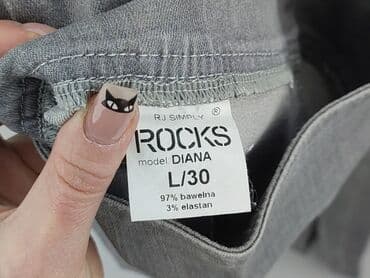 RJ SIMPLY ®
ROCKS
model DIANA
L/30
97% bawełna
3% elastan